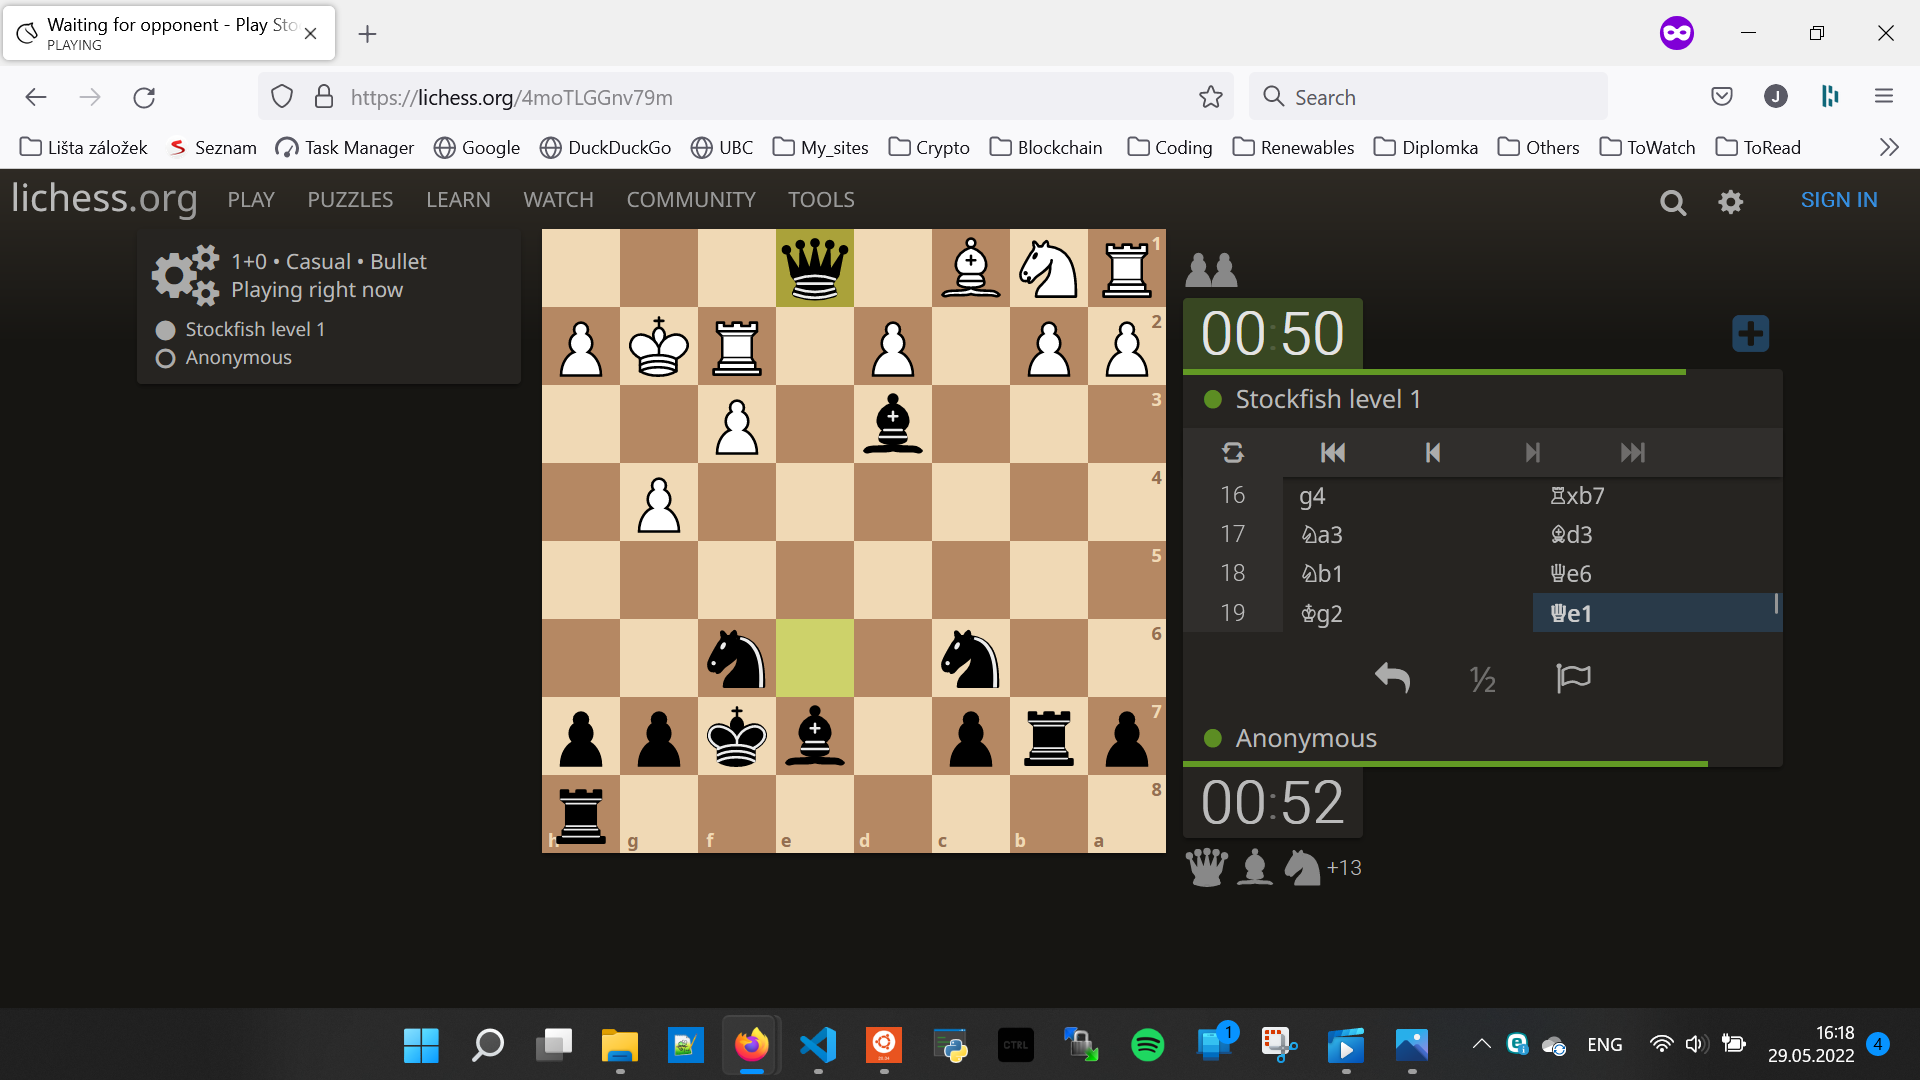 Waiting for opponent - Play Sto
PLAYING
https://lichess.org/4moTLGGnv79m
Search
J
Lišta záložek
S Seznam
Task Manager
Google
DuckDuckGo
UBC
My_sites
Crypto
Blockchain
Coding
Renewables
Diplomka
Others
ToWatch
ToRead
lichess.org
PLAY
PUZZLES
LEARN
WATCH
COMMUNITY
TOOLS
SIGN IN
1+0 • Casual • Bullet
Playing right now
Stockfish level 1
Anonymous
1
2
3
4
5
6
7
8
h
g
f
e
d
c
b
a
00:50
Stockfish level 1
16 g4 ♖xb7
17 ♘a3 ♗d3
18 ♘b1 ♕e6
19 ♔g2 ♕e1
½
Anonymous
00:52
+13
CTRL
1
ENG
16:18
29.05.2022
4